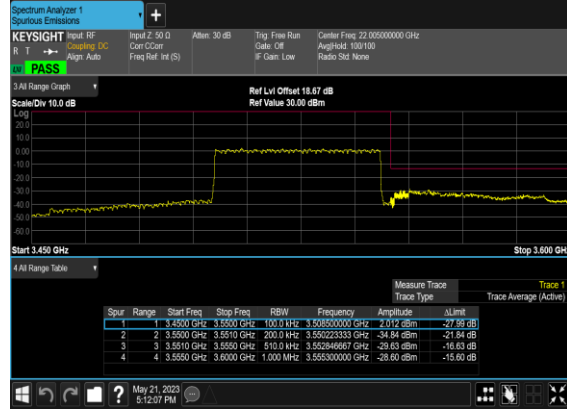 Spectrum Analyzer 1
Spurious Emissions
KEYSIGHT Input: RF Input Z: 50 Ω Atten: 30 dB Trig: Free Run Center Freq: 22.005000000 GHz
R T Coupling: DC Corr CCorr Gate: Off Avg|Hold: 100/100
Align: Auto Freq Ref: Int (S) IF Gain: Low Radio Std: None
PASS
3 All Range Graph
Ref Lvl Offset 18.67 dB
Scale/Div 10.0 dB Ref Value 30.00 dBm
Log
20.0
10.0
0.00
-10.0
-20.0
-30.0
-40.0
-50.0
-60.0
Start 3.450 GHz Stop 3.600 GHz
4 All Range Table
Measure Trace Trace 1
Trace Type Trace Average (Active)
Spur Range Start Freq Stop Freq RBW Frequency Amplitude ΔLimit
1 1 3.4500 GHz 3.5500 GHz 100.0 kHz 3.508500000 GHz 2.012 dBm -27.99 dB
2 2 3.5500 GHz 3.5510 GHz 200.0 kHz 3.550223333 GHz -34.84 dBm -21.84 dB
3 3 3.5510 GHz 3.5550 GHz 510.0 kHz 3.552846667 GHz -29.63 dBm -16.63 dB
4 4 3.5550 GHz 3.6000 GHz 1.000 MHz 3.555300000 GHz -28.60 dBm -15.60 dB
May 21, 2023
5:12:07 PM